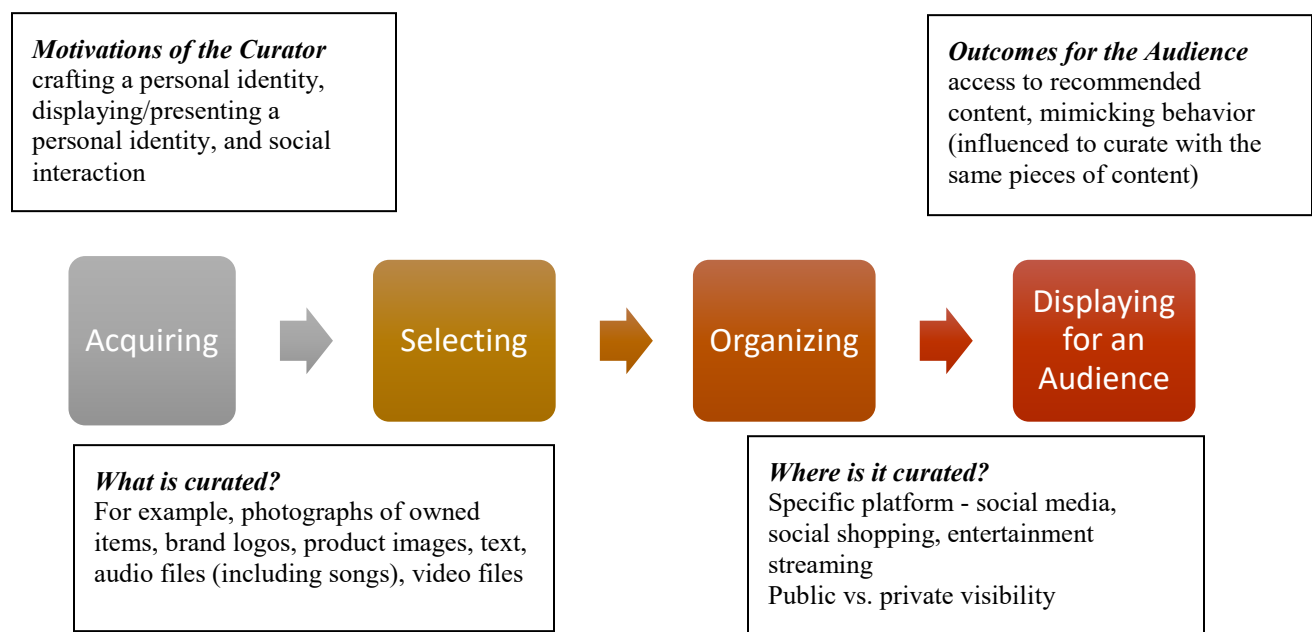 Motivations of the Curator
crafting a personal identity,
displaying/presenting a
personal identity, and social
interaction
Outcomes for the Audience
access to recommended
content, mimicking behavior
(influenced to curate with the
same pieces of content)
Acquiring
Selecting
Organizing
Displaying
for an
Audience
What is curated?
For example, photographs of owned
items, brand logos, product images, text,
audio files (including songs), video files
Where is it curated?
Specific platform - social media,
social shopping, entertainment
streaming
Public vs. private visibility